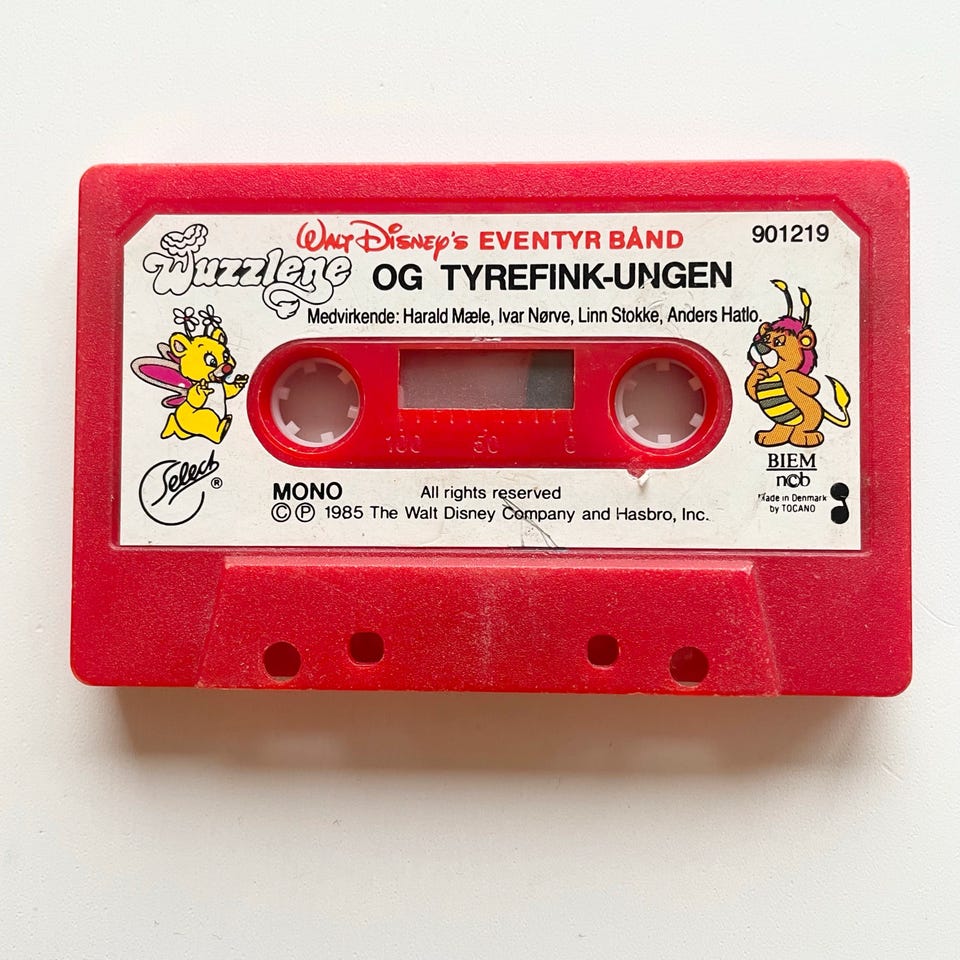 Walt Disney's EVENTYR BÅND
901219
Wuzzlene OG TYREFINK-UNGEN
Medvirkende: Harald Mæle, Ivar Nørve, Linn Stokke, Anders Hatlo.
100 50 0
Select ®
MONO
All rights reserved
© ℗ 1985 The Walt Disney Company and Hasbro, Inc.
BIEM
ncb
Made in Denmark
by TOCANO